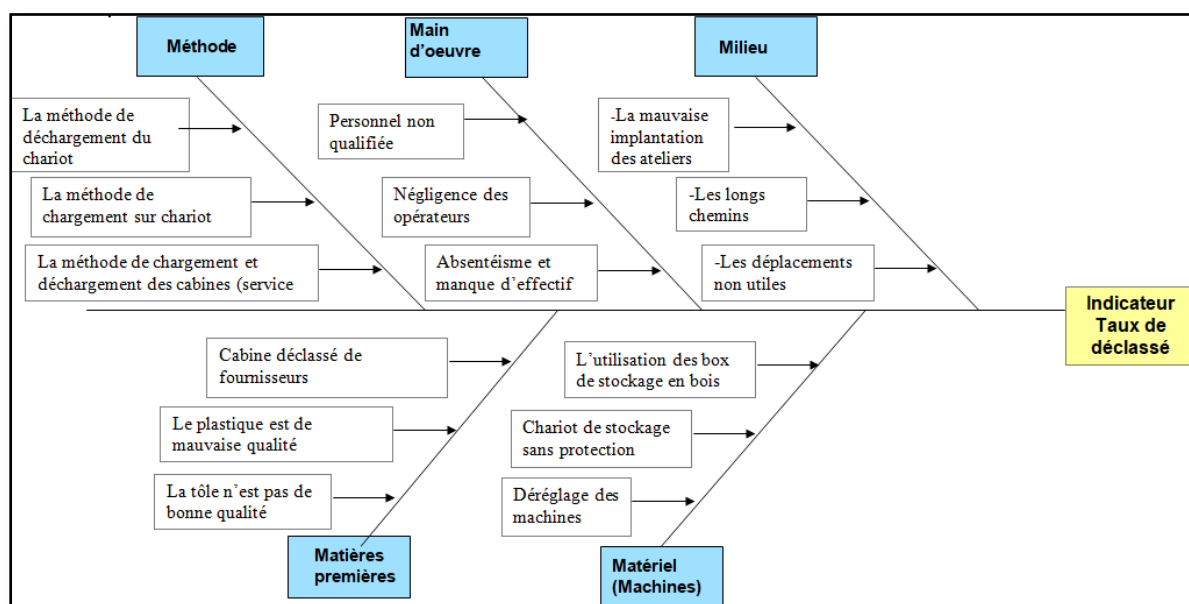 Méthode
Main
d'oeuvre
Milieu
La méthode de
déchargement du
chariot
La méthode de
chargement sur chariot
La méthode de chargement et
déchargement des cabines (service
Personnel non
qualifiée
Négligence des
opérateurs
Absentéisme et
manque d'effectif
-La mauvaise
implantation
des ateliers
-Les longs
chemins
-Les déplacements
non utiles
Indicateur
Taux de
déclassé
Cabine déclassé de
fournisseurs
Le plastique est de
mauvaise qualité
La tôle n'est pas de
bonne qualité
L'utilisation des box
de stockage en bois
Chariot de stockage
sans protection
Déréglage des
machines
Matières
premières
Matériel
(Machines)